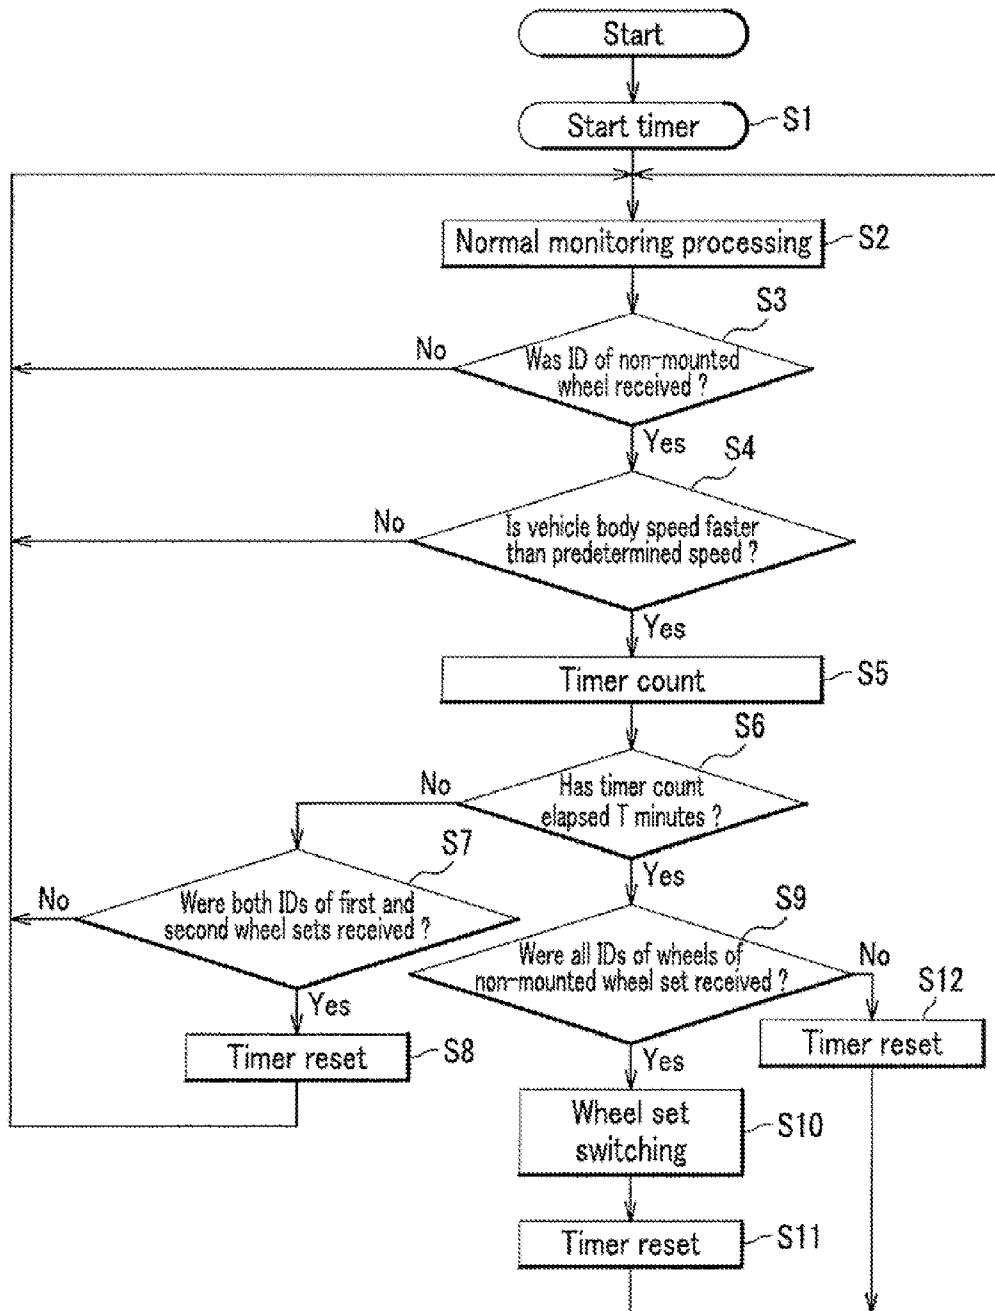 Start
Start timer
S1
Normal monitoring processing
S2
S3
No
Was ID of non-mounted
wheel received ?
Yes
S4
No
Is vehicle body speed faster
than predetermined speed ?
Yes
Timer count
S5
S6
No
Has timer count
elapsed T minutes ?
S7
Yes
No
Were both IDs of first and
second wheel sets received ?
S9
Were all IDs of wheels of
non-mounted wheel set received ?
No
S12
Yes
Timer reset
S8
Yes
Timer reset
Wheel set
switching
S10
Timer reset
S11